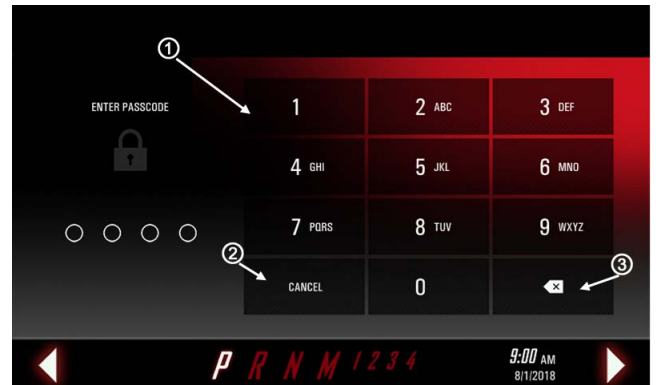 ①
ENTER PASSCODE
1
2 ABC
3 DEF
4 GHI
5 JKL
6 MNO
7 PQRS
8 TUV
9 WXYZ
②
③
CANCEL
0
P R N M 1 2 3 4
9:00 AM
8/1/2018